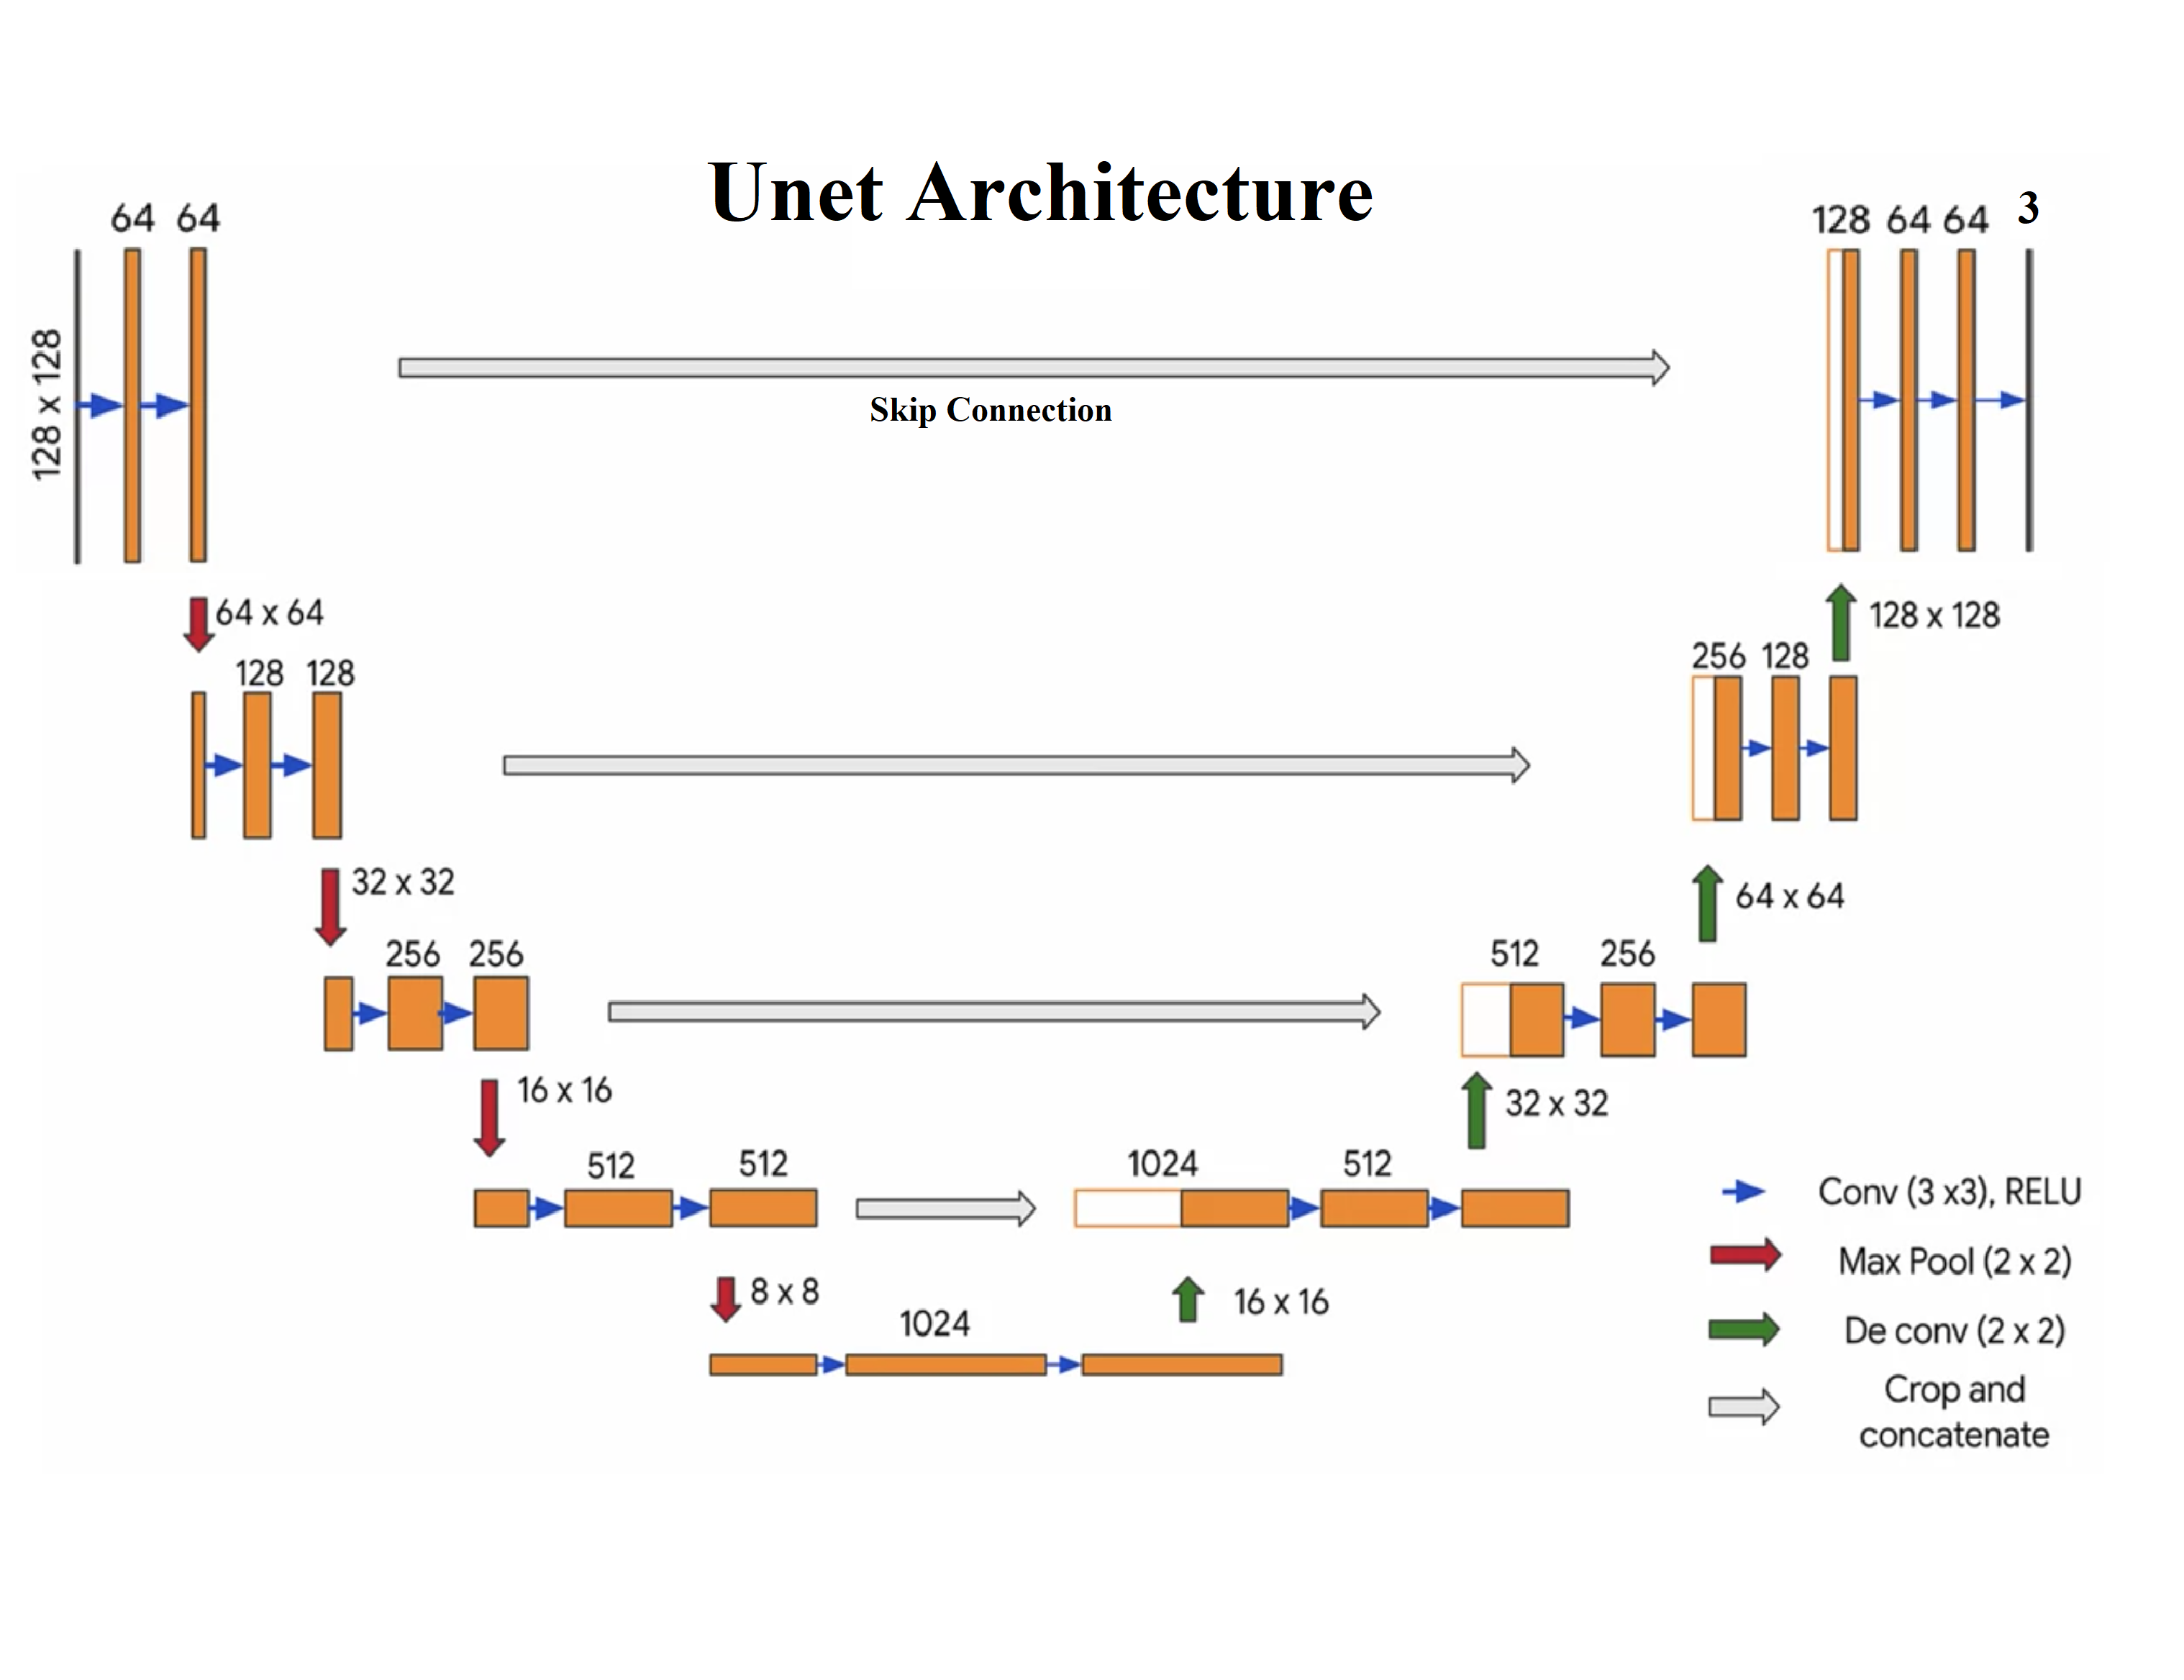 Unet Architecture
64 64
128 64 64 3
128 x 128
Skip Connection
64 x 64
128 x 128
128 128
256 128
32 x 32
64 x 64
256 256
512 256
16 x 16
32 x 32
512 512
1024 512
8 x 8
16 x 16
1024
Conv (3 x3), RELU
Max Pool (2 x 2)
De conv (2 x 2)
Crop and
concatenate